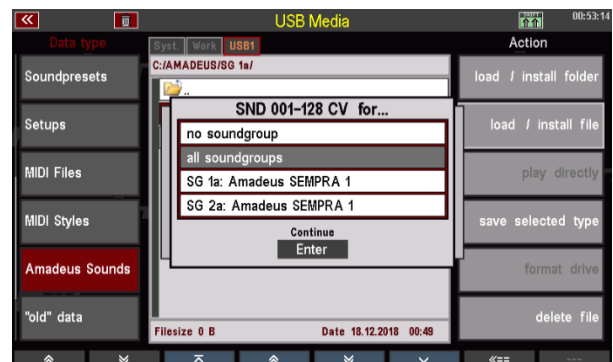 USB Media
00:53:14
Data type
Syst. Work USB1
Action
C:/AMADEUS/SG 1a/
..
Soundpresets
Setups
MIDI Files
MIDI Styles
Amadeus Sounds
"old" data
SND 001-128 CV for...
no soundgroup
all soundgroups
SG 1a: Amadeus SEMPRA 1
SG 2a: Amadeus SEMPRA 1
Continue
Enter
Filesize 0 B Date 18.12.2018 00:49
load / install folder
load / install file
play directly
save selected type
format drive
delete file
«== ---